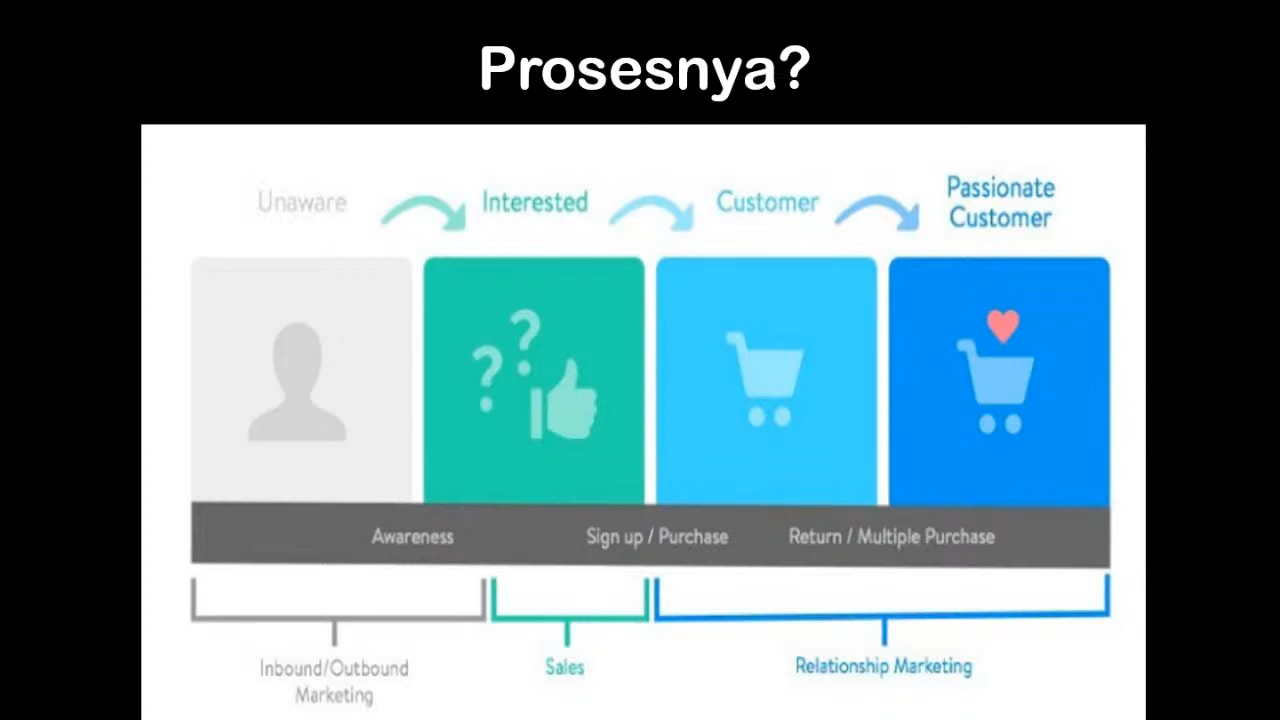 Prosesnya?
Unaware
Interested
Customer
Passionate
Customer
? ?
Awareness
Sign up / Purchase
Return / Multiple Purchase
Inbound/Outbound
Marketing
Sales
Relationship Marketing